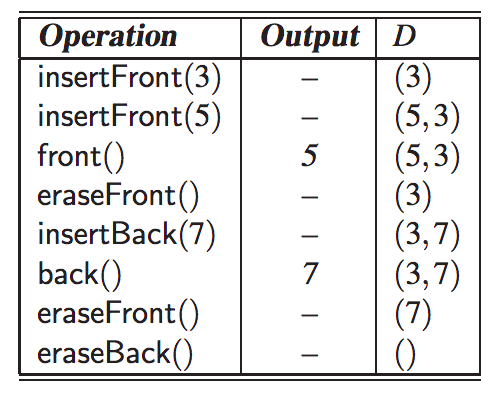 Operation Output D
insertFront(3) – (3)
insertFront(5) – (5,3)
front() 5 (5,3)
eraseFront() – (3)
insertBack(7) – (3,7)
back() 7 (3,7)
eraseFront() – (7)
eraseBack() – ()